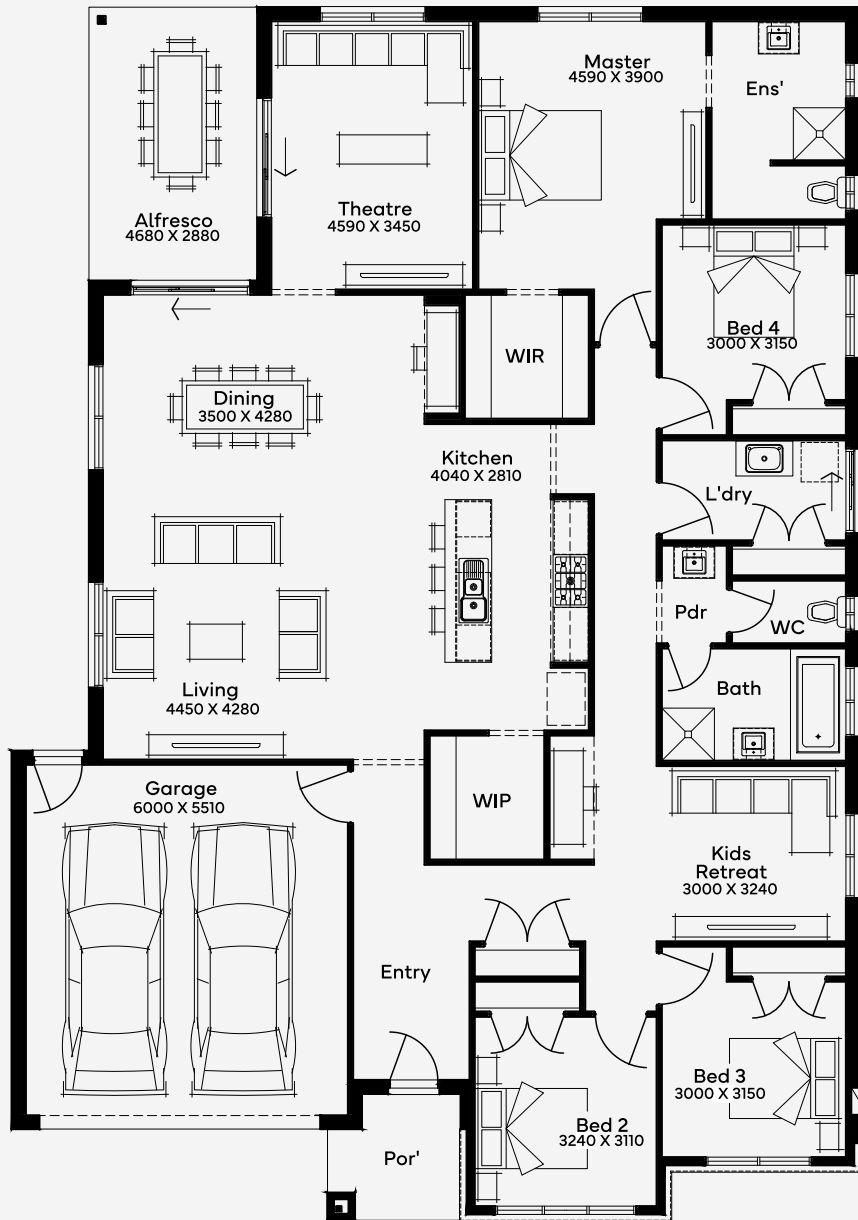 Master
4590 X 3900
Ens'
Theatre
4590 X 3450
Alfresco
4680 X 2880
Bed 4
3000 X 3150
WIR
Dining
3500 X 4280
Kitchen
4040 X 2810
L'dry
Pdr
WC
Bath
Living
4450 X 4280
Garage
6000 X 5510
WIP
Kids
Retreat
3000 X 3240
Entry
Bed 3
3000 X 3150
Bed 2
3240 X 3110
Por'